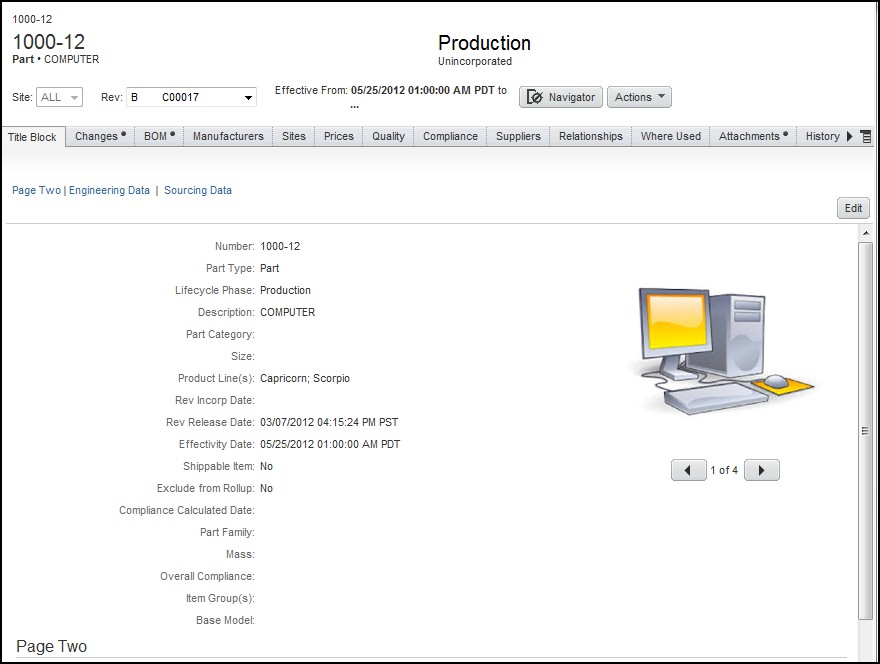 1000-12
1000-12
Part • COMPUTER
Production
Unincorporated
Site: ALL Rev: B C00017 Effective From: 05/25/2012 01:00:00 AM PDT to
...
Navigator Actions
Title Block Changes • BOM • Manufacturers Sites Prices Quality Compliance Suppliers Relationships Where Used Attachments • History
Page Two | Engineering Data | Sourcing Data
Edit
Number: 1000-12
Part Type: Part
Lifecycle Phase: Production
Description: COMPUTER
Part Category:
Size:
Product Line(s): Capricorn; Scorpio
Rev Incorp Date:
Rev Release Date: 03/07/2012 04:15:24 PM PST
Effectivity Date: 05/25/2012 01:00:00 AM PDT
Shippable Item: No
Exclude from Rollup: No
Compliance Calculated Date:
Part Family:
Mass:
Overall Compliance:
Item Group(s):
Base Model:
1 of 4
Page Two